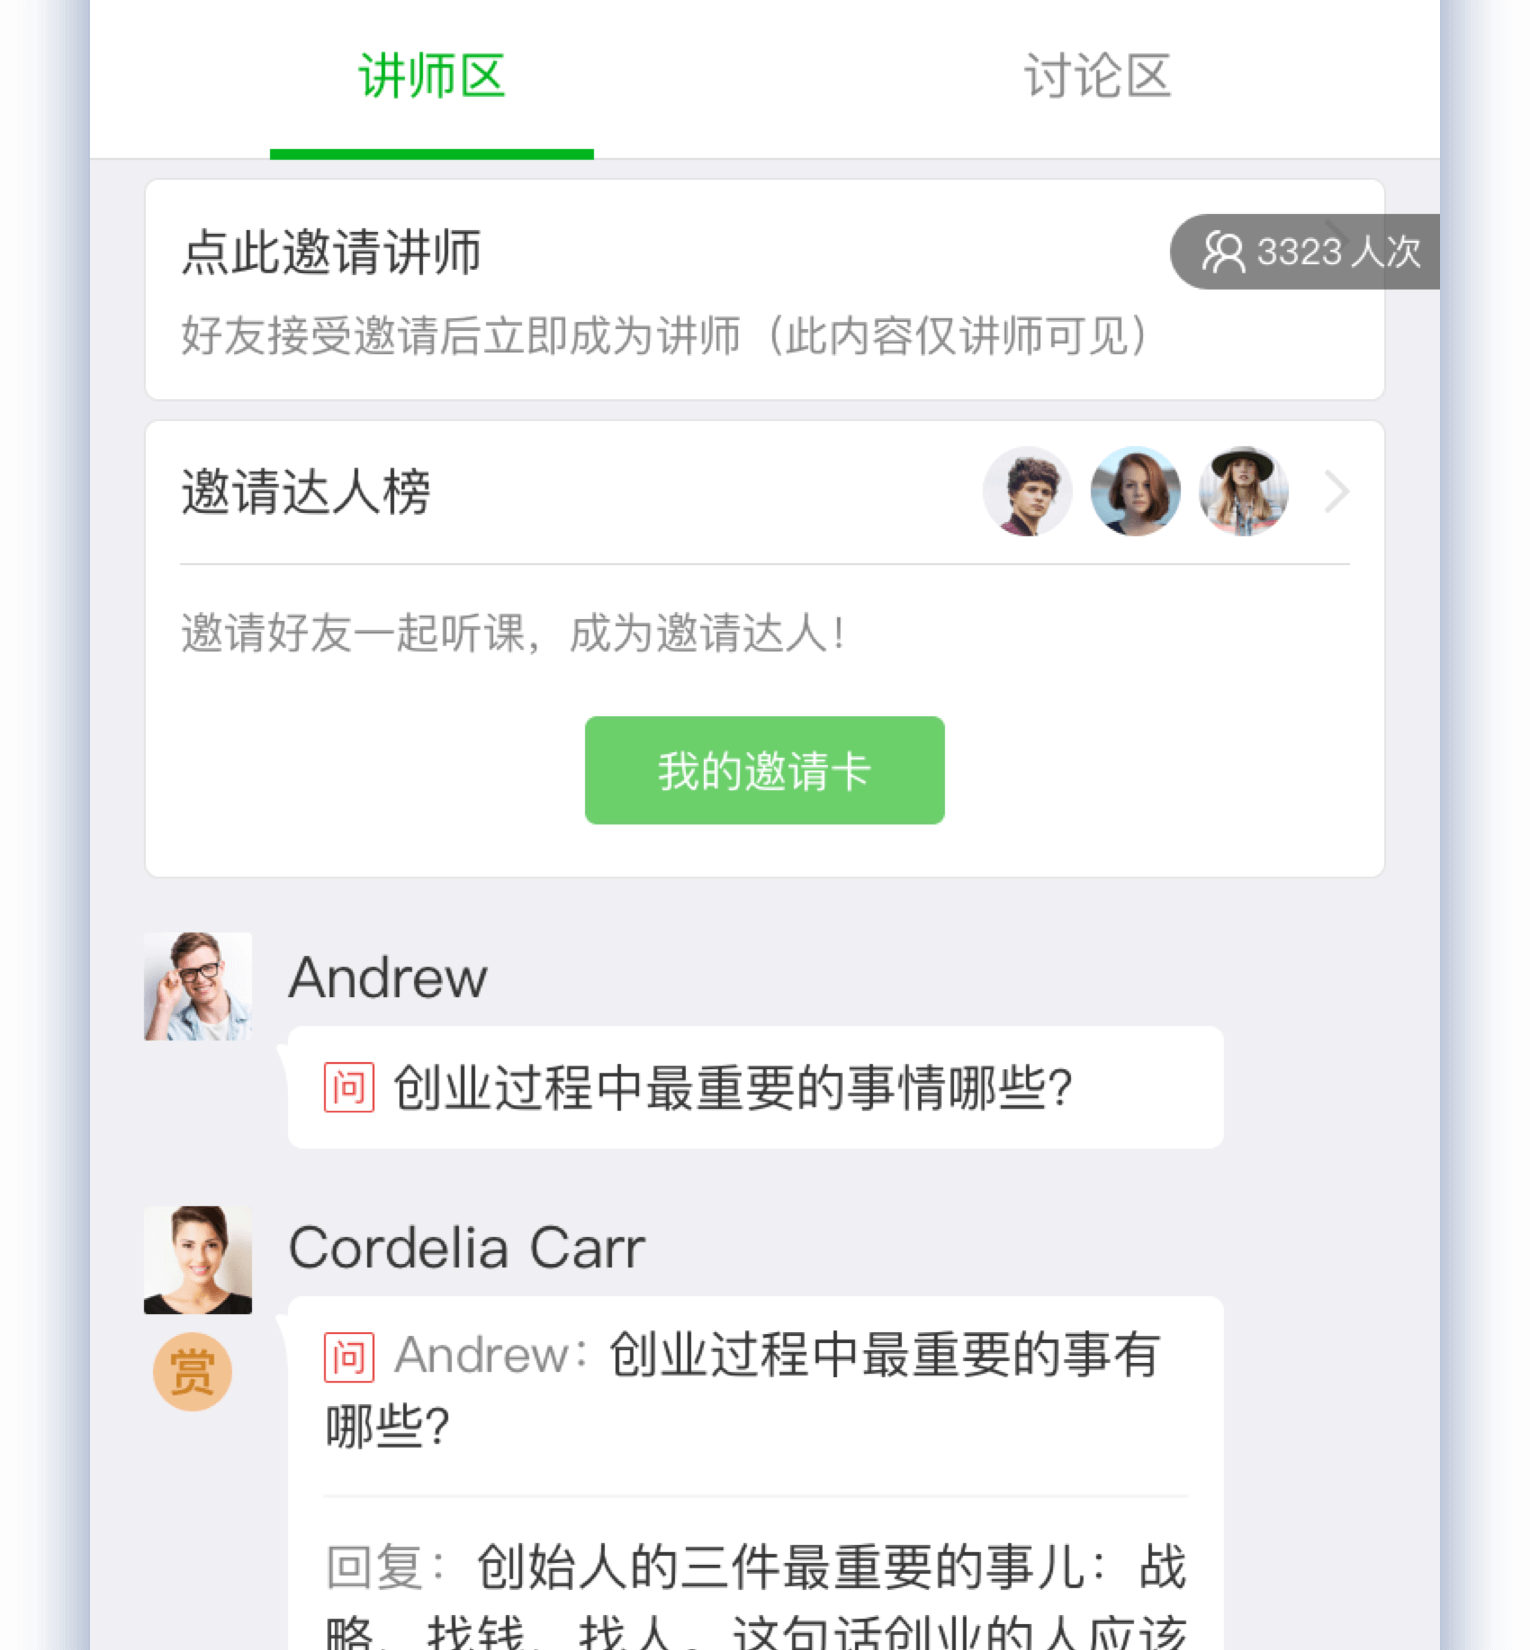 讲师区 讨论区
点此邀请讲师
3323人次
好友接受邀请后立即成为讲师（此内容仅讲师可见）
邀请达人榜
邀请好友一起听课，成为邀请达人！
我的邀请卡
Andrew
问 创业过程中最重要的事情哪些？
Cordelia Carr
赏
问 Andrew：创业过程中最重要的事有
哪些？
回复：创始人的三件最重要的事儿：战
略、找钱、找人。这句话创业的人应该